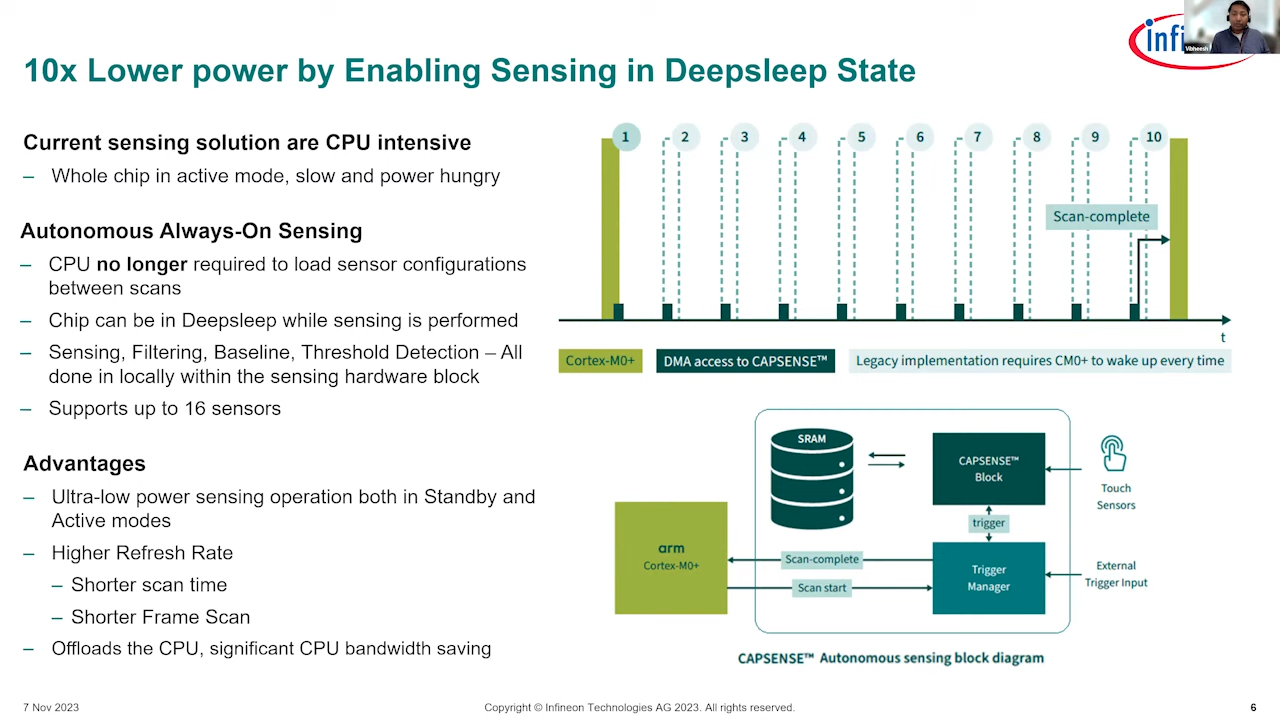 infi
Vibheesh
10x Lower power by Enabling Sensing in Deepsleep State
Current sensing solution are CPU intensive
– Whole chip in active mode, slow and power hungry
Autonomous Always-On Sensing
– CPU no longer required to load sensor configurations
between scans
– Chip can be in Deepsleep while sensing is performed
– Sensing, Filtering, Baseline, Threshold Detection – All
done in locally within the sensing hardware block
– Supports up to 16 sensors
Advantages
– Ultra-low power sensing operation both in Standby and
Active modes
– Higher Refresh Rate
– Shorter scan time
– Shorter Frame Scan
– Offloads the CPU, significant CPU bandwidth saving
1 2 3 4 5 6 7 8 9 10
Scan-complete
t
Cortex-M0+
DMA access to CAPSENSE™
Legacy implementation requires CM0+ to wake up every time
SRAM
CAPSENSE™
Block
Touch
Sensors
trigger
arm
Cortex-M0+
Scan-complete
Scan start
Trigger
Manager
External
Trigger Input
CAPSENSE™ Autonomous sensing block diagram
7 Nov 2023
Copyright © Infineon Technologies AG 2023. All rights reserved.
6